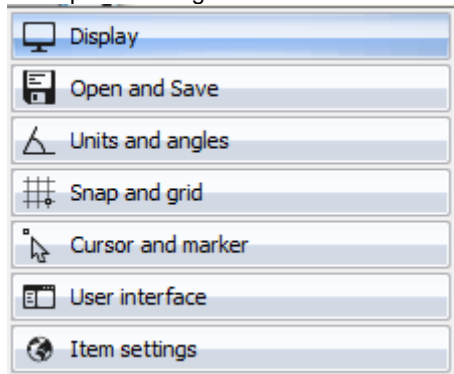 Display
Open and Save
Units and angles
Snap and grid
Cursor and marker
User interface
Item settings